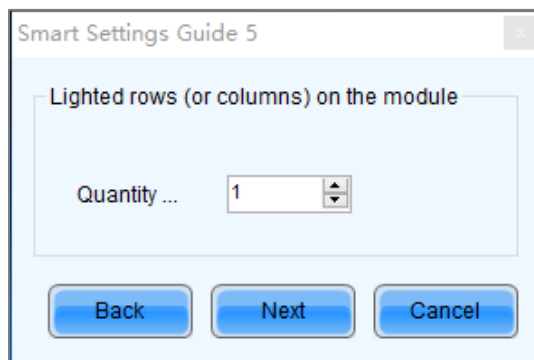 Smart Settings Guide 5
x
Lighted rows (or columns) on the module
Quantity ...
1
Back
Next
Cancel